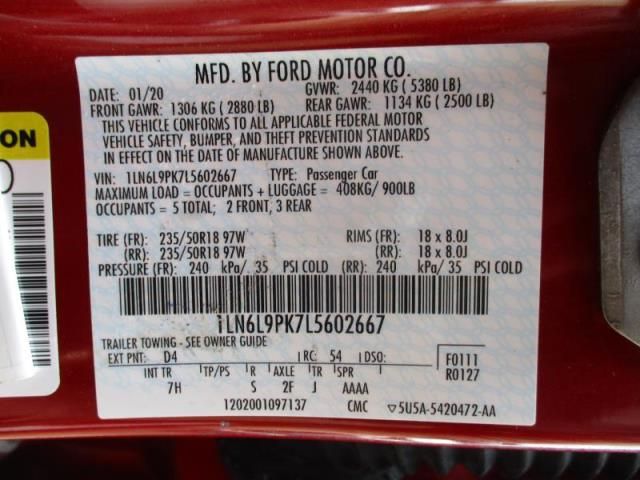 MFD. BY FORD MOTOR CO.
DATE: 01/20 GVWR: 2440 KG ( 5380 LB)
FRONT GAWR: 1306 KG ( 2880 LB) REAR GAWR: 1134 KG ( 2500 LB)
THIS VEHICLE CONFORMS TO ALL APPLICABLE FEDERAL MOTOR
VEHICLE SAFETY, BUMPER, AND THEFT PREVENTION STANDARDS
IN EFFECT ON THE DATE OF MANUFACTURE SHOWN ABOVE.
VIN: 1LN6L9PK7L5602667 TYPE: Passenger Car
MAXIMUM LOAD = OCCUPANTS + LUGGAGE = 408KG/ 900LB
OCCUPANTS = 5 TOTAL; 2 FRONT, 3 REAR
TIRE (FR): 235/50R18 97W RIMS (FR): 18 x 8.0J
(RR): 235/50R18 97W (RR): 18 x 8.0J
PRESSURE (FR): 240 kPa/ 35 PSI COLD (RR): 240 kPa/ 35 PSI COLD
1LN6L9PK7L5602667
TRAILER TOWING - SEE OWNER GUIDE
EXT PNT: D4 RC: 54 DSO: F0111
INT TR TP/PS R AXLE TR SPR R0127
7H S 2F J AAAA
1202001097137 CMC ▽5U5A-5420472-AA
ON